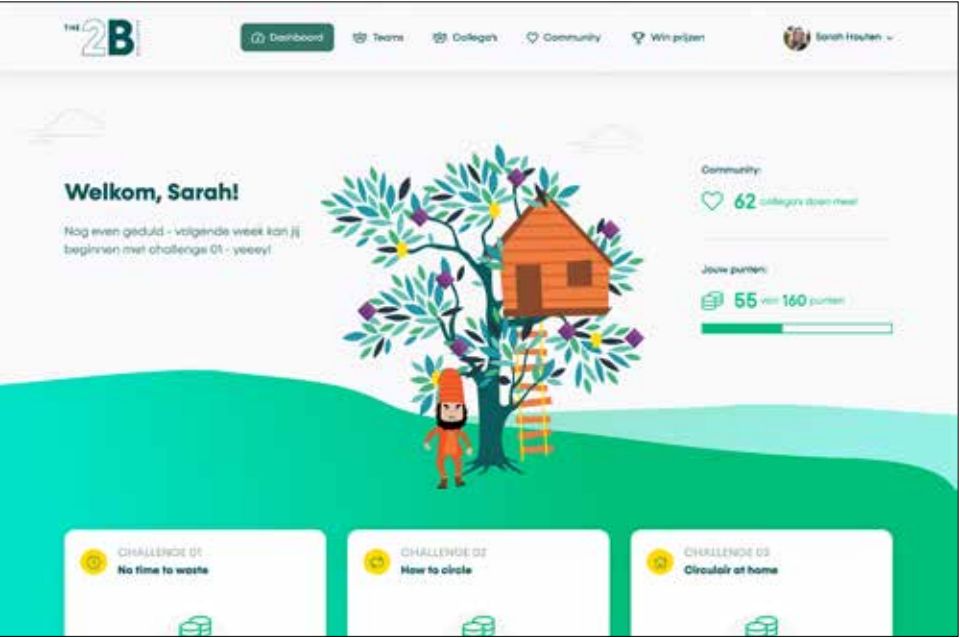 THE 2B
Dashboard
Teams
Collega's
Community
Win prijzen
Sarah Houten
Welkom, Sarah!
Nog even geduld - volgende week kan jij
beginnen met challenge 01 - yeeey!
Community:
62 collega's doen mee!
Jouw punten:
55 van 160 punten
CHALLENGE 01
No time to waste
CHALLENGE 02
How to circle
CHALLENGE 03
Circulair at home